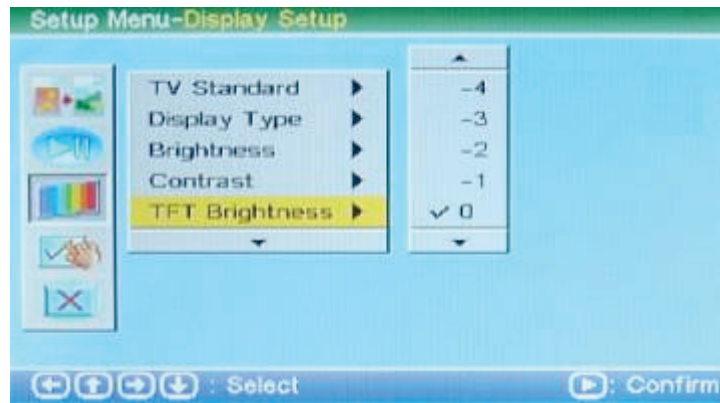 Setup Menu-Display Setup
TV Standard
Display Type
Brightness
Contrast
TFT Brightness
-4
-3
-2
-1
0
: Select
: Confirm